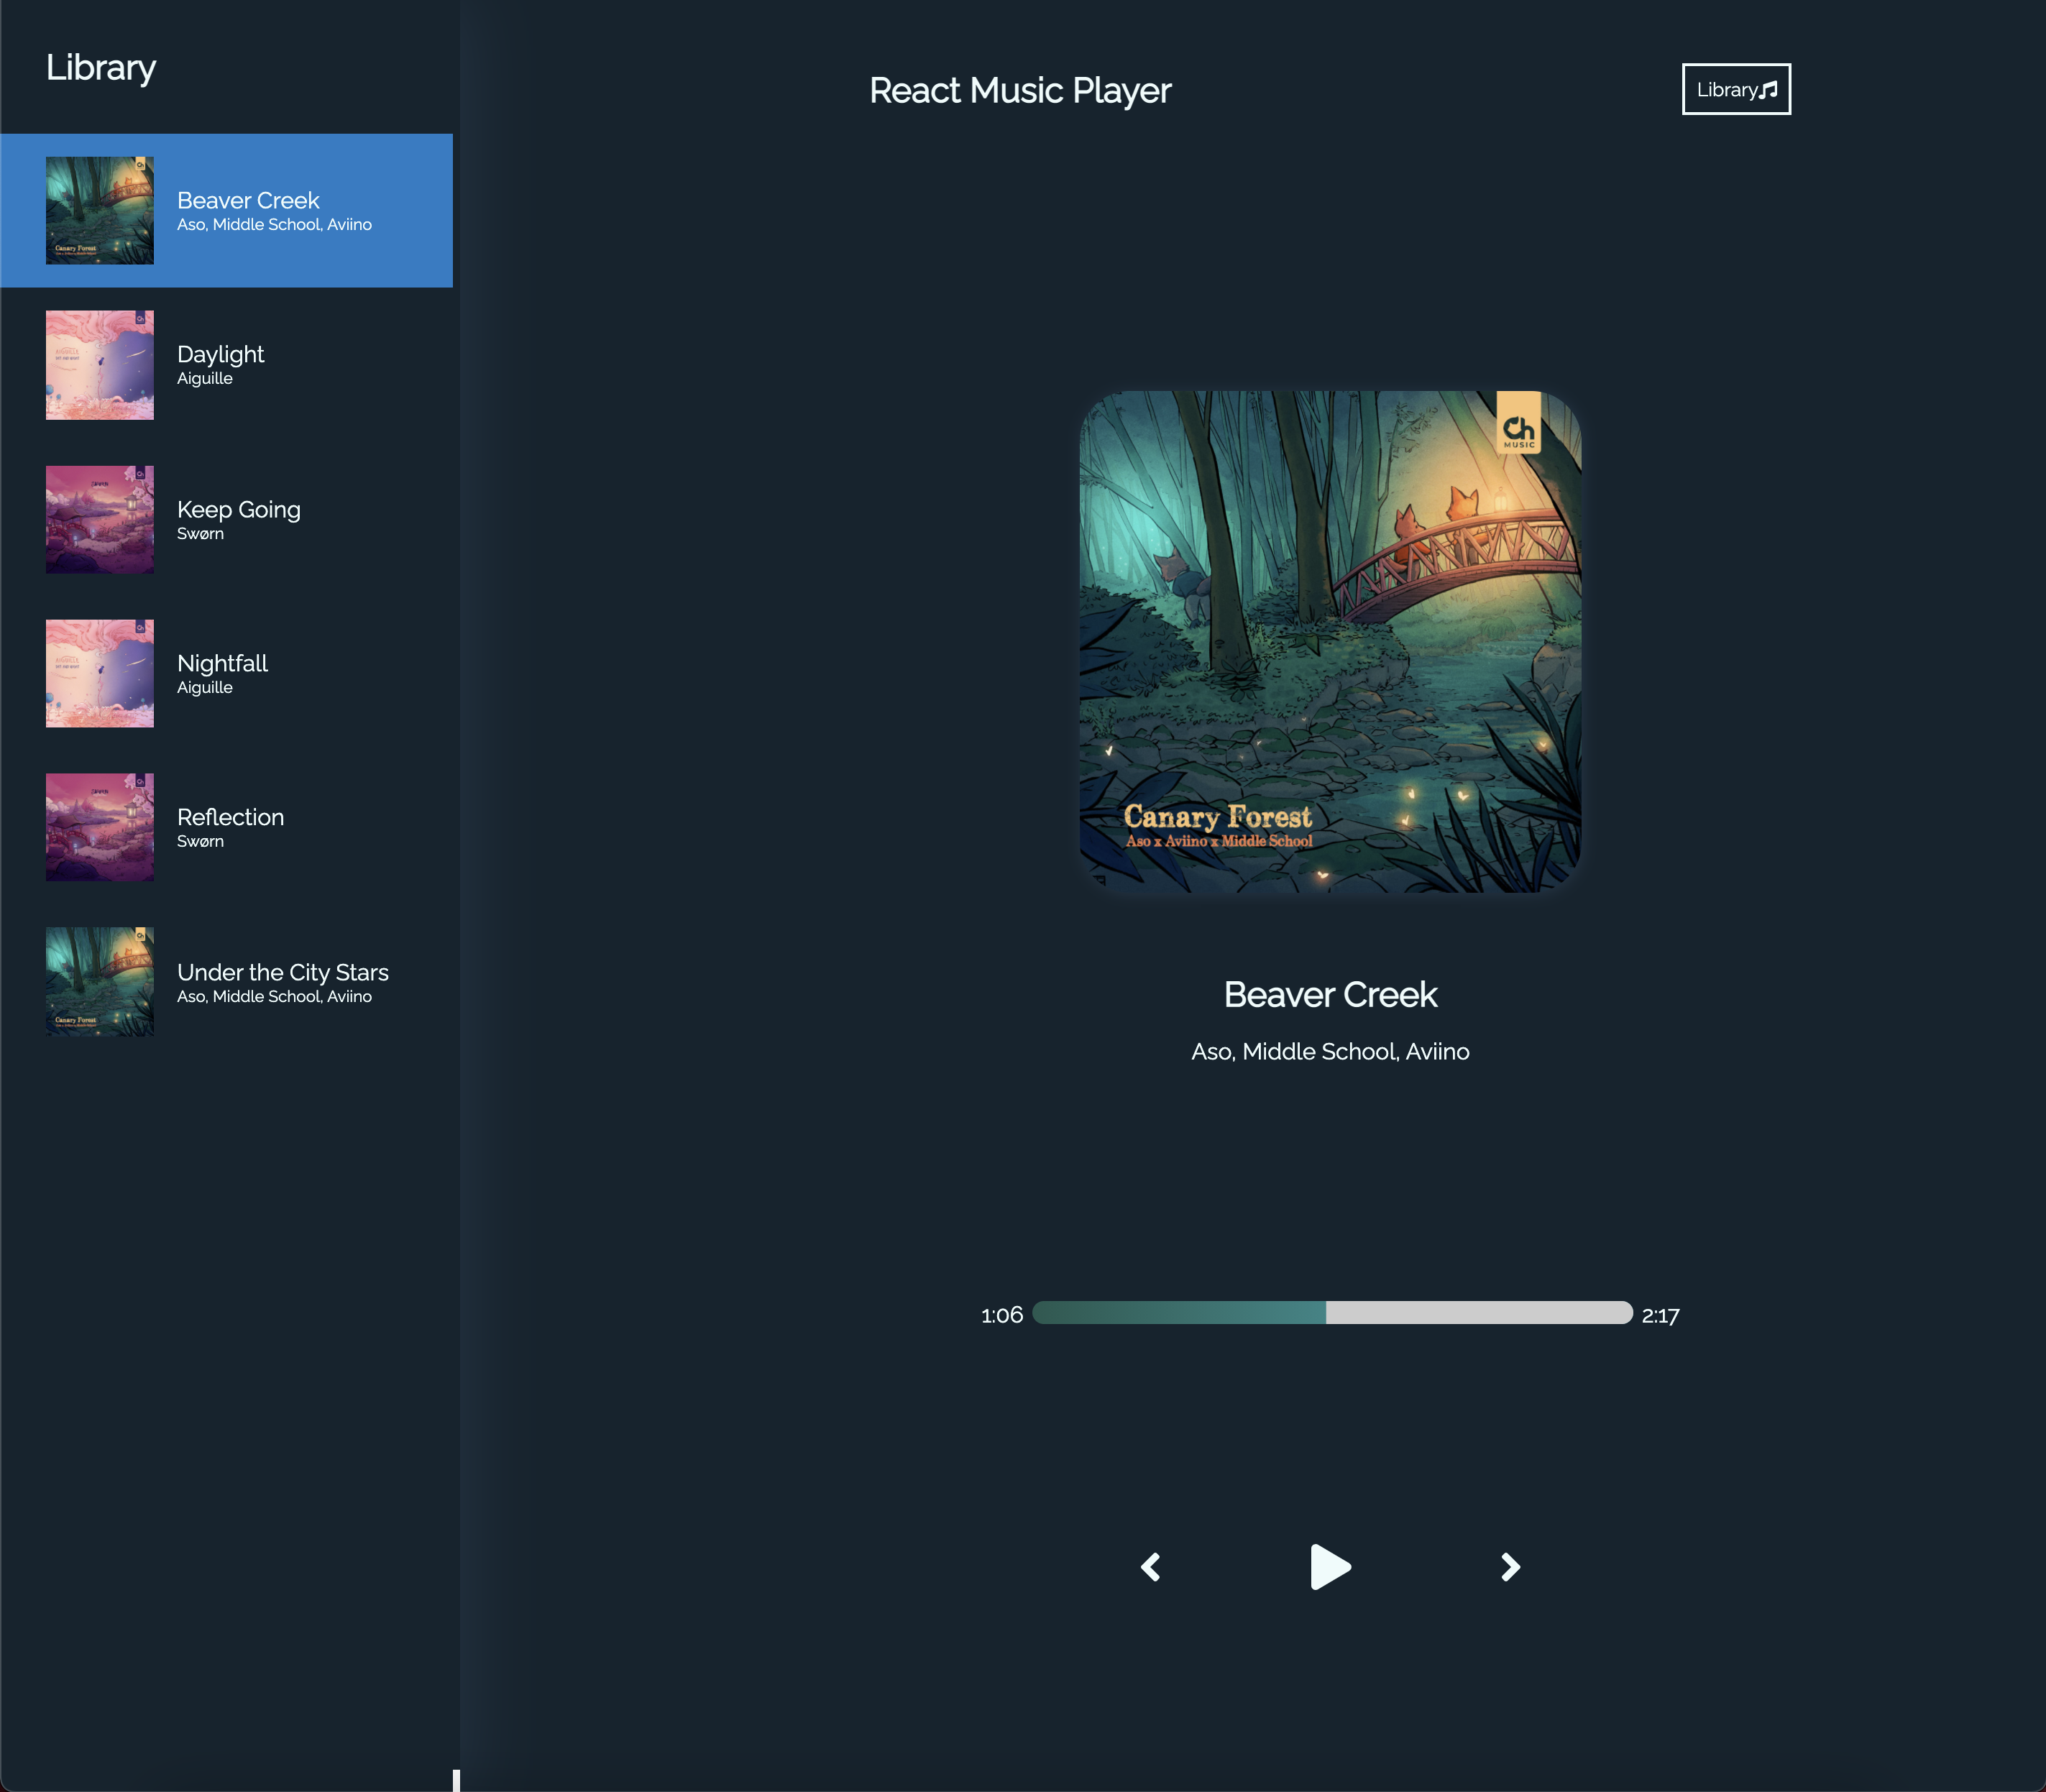 Library
Beaver Creek
Aso, Middle School, Aviino
Daylight
Aiguille
Keep Going
Swørn
Nightfall
Aiguille
Reflection
Swørn
Under the City Stars
Aso, Middle School, Aviino
React Music Player
Library
Ch
MUSIC
Canary Forest
Aso x Aviino x Middle School
Beaver Creek
Aso, Middle School, Aviino
1:06
2:17